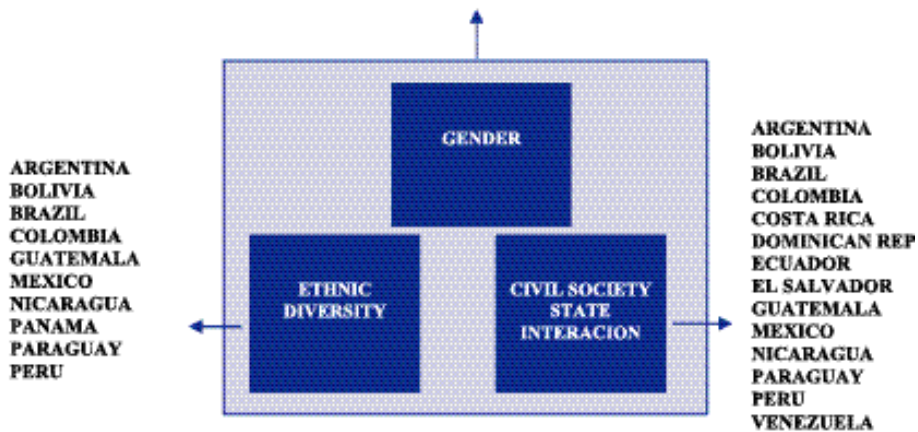 GENDER
ARGENTINA
BOLIVIA
BRAZIL
COLOMBIA
GUATEMALA
MEXICO
NICARAGUA
PANAMA
PARAGUAY
PERU
ETHNIC
DIVERSITY
CIVIL SOCIETY
STATE
INTERACION
ARGENTINA
BOLIVIA
BRAZIL
COLOMBIA
COSTA RICA
DOMINICAN REP
ECUADOR
EL SALVADOR
GUATEMALA
MEXICO
NICARAGUA
PARAGUAY
PERU
VENEZUELA